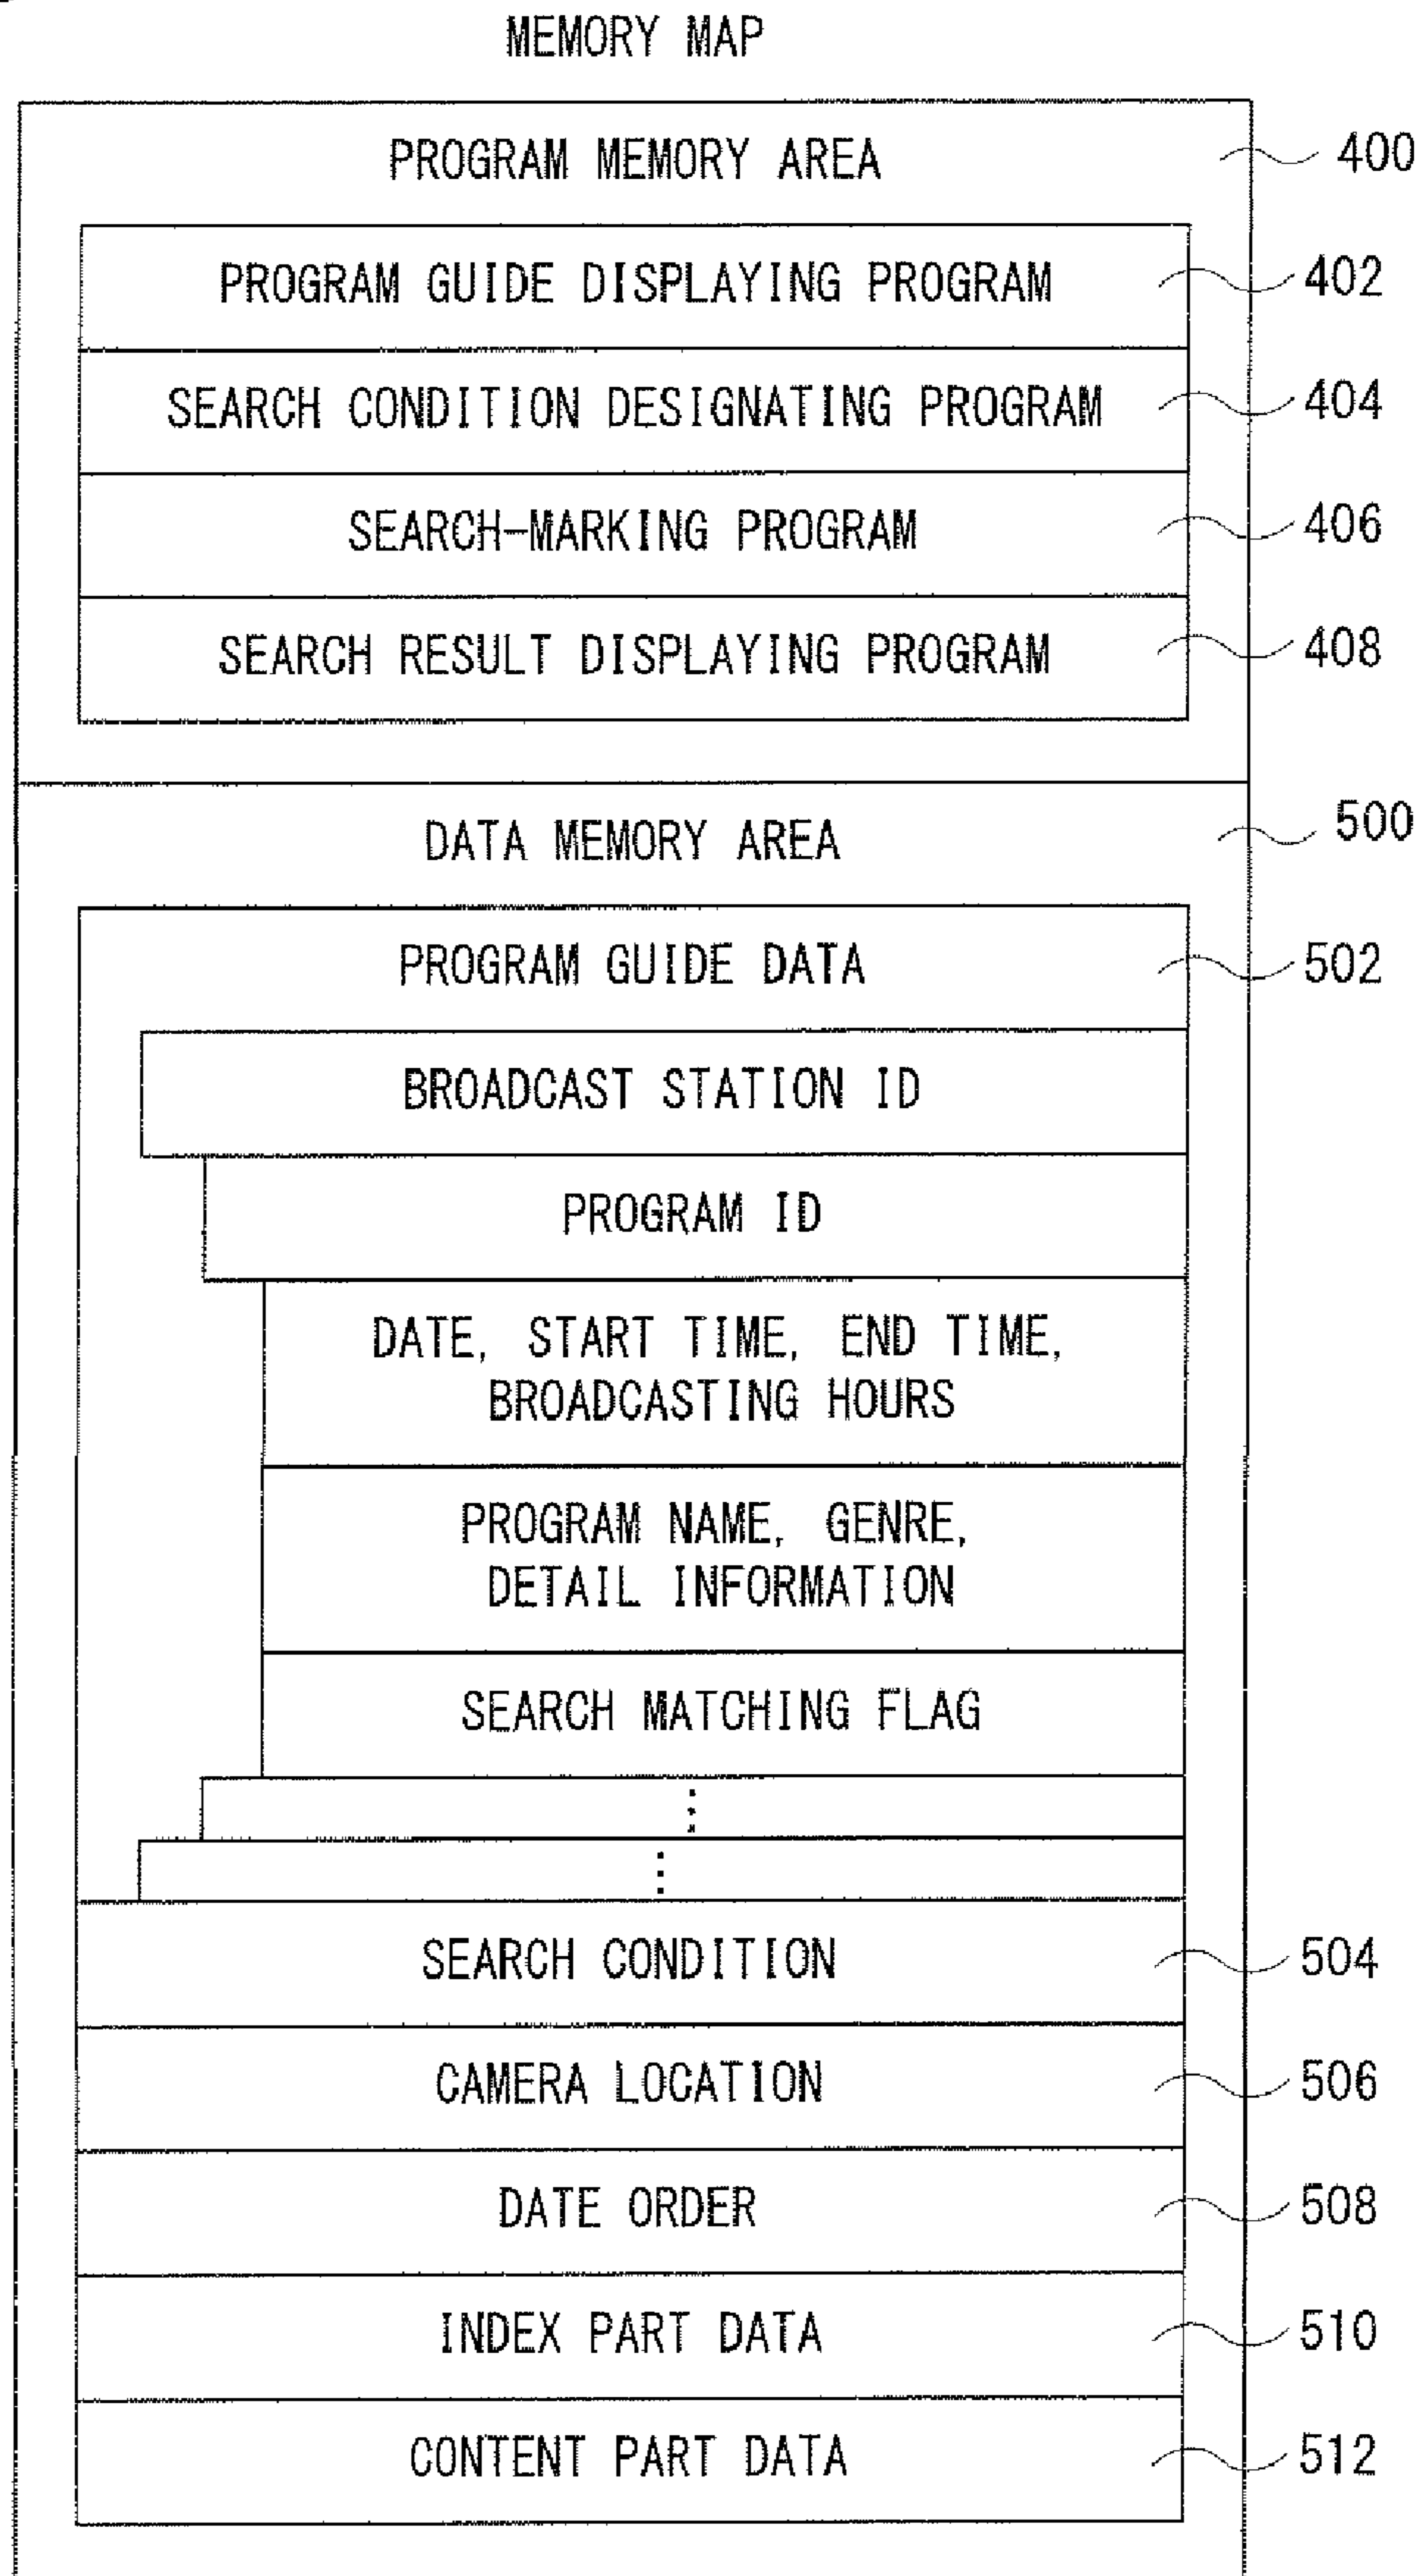 MEMORY MAP
PROGRAM MEMORY AREA 400
PROGRAM GUIDE DISPLAYING PROGRAM 402
SEARCH CONDITION DESIGNATING PROGRAM 404
SEARCH-MARKING PROGRAM 406
SEARCH RESULT DISPLAYING PROGRAM 408
DATA MEMORY AREA 500
PROGRAM GUIDE DATA 502
BROADCAST STATION ID
PROGRAM ID
DATE, START TIME, END TIME,
BROADCASTING HOURS
PROGRAM NAME, GENRE,
DETAIL INFORMATION
SEARCH MATCHING FLAG
⋮
⋮
SEARCH CONDITION 504
CAMERA LOCATION 506
DATE ORDER 508
INDEX PART DATA 510
CONTENT PART DATA 512